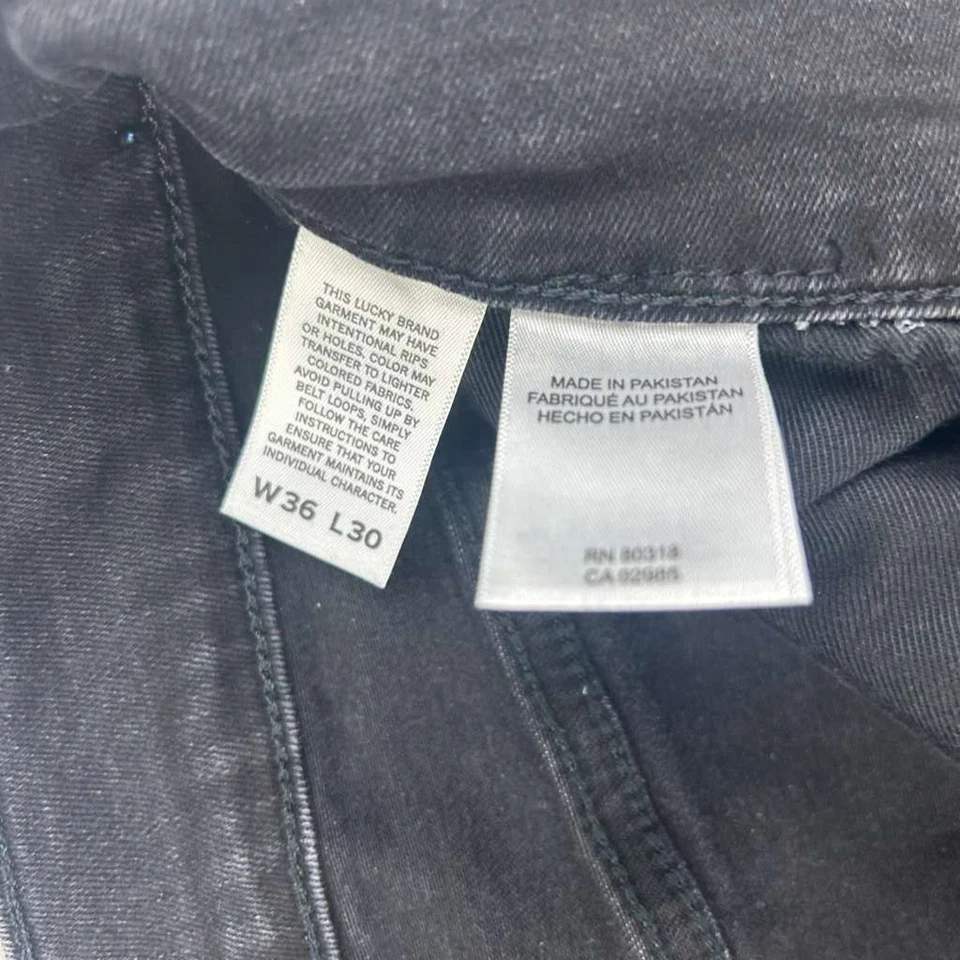 THIS LUCKY BRAND
GARMENT MAY HAVE
INTENTIONAL RIPS
OR HOLES, COLOR MAY
TRANSFER TO LIGHTER
COLORED FABRICS.
AVOID PULLING UP BY
BELT LOOPS, SIMPLY
FOLLOW THE CARE
INSTRUCTIONS TO
ENSURE THAT YOUR
GARMENT MAINTAINS ITS
INDIVIDUAL CHARACTER.
W36 L30
MADE IN PAKISTAN
FABRIQUÉ AU PAKISTAN
HECHO EN PAKISTÁN
RN 80318
CA 02985